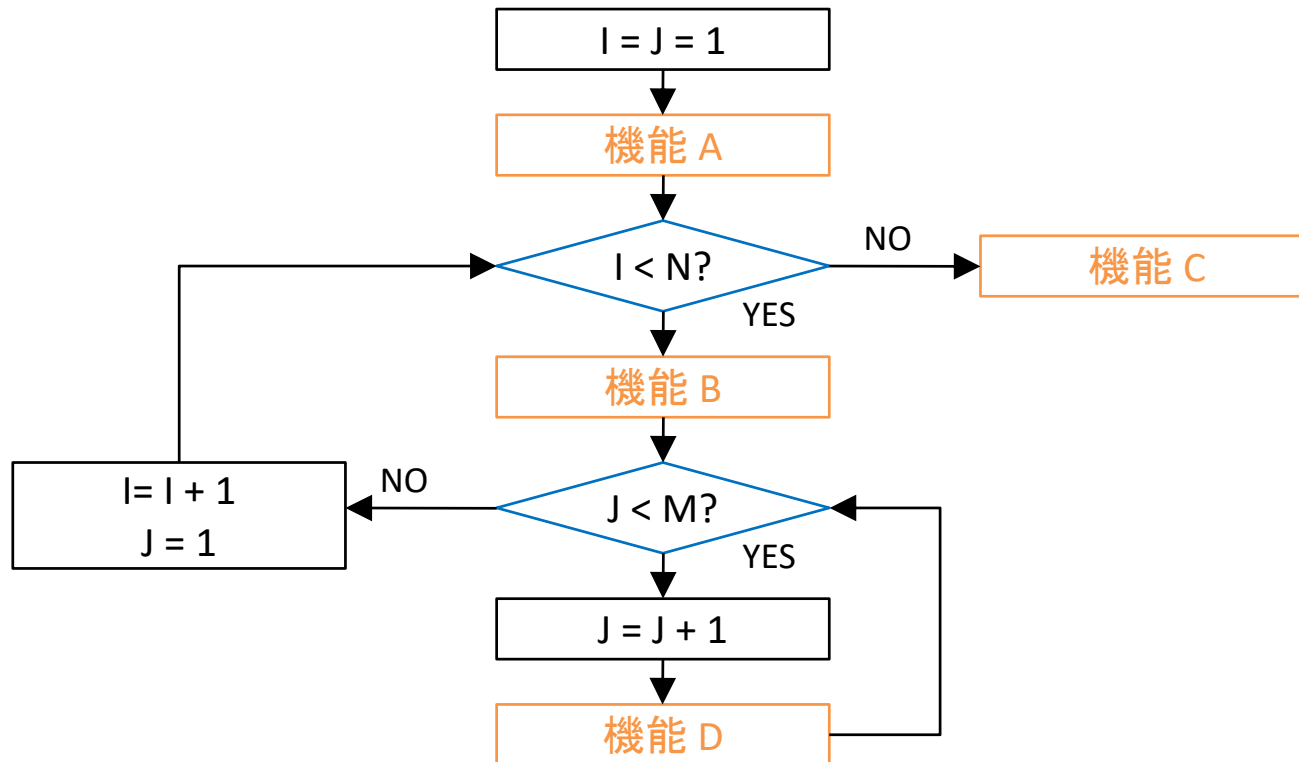 I = J = 1
機能 A
I < N?
NO
機能 C
YES
機能 B
I= I + 1
J = 1
NO
J < M?
YES
J = J + 1
機能 D